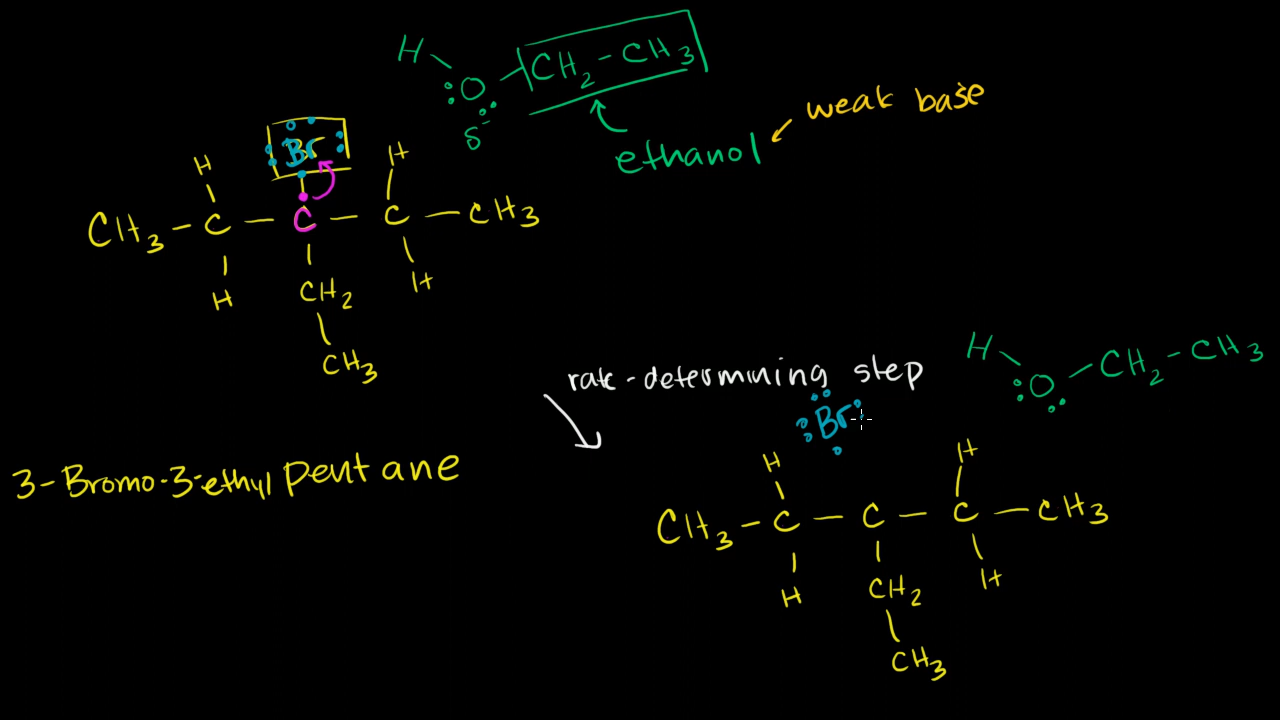 H
O
CH2-CH3
δ-
weak base
ethanol
Br
H
H
CH3-C-C-C-CH3
H
CH2
H
CH3
rate-determining step
H
O-CH2-CH3
Br
3-Bromo-3-ethyl pentane
H
H
CH3-C-C-C-CH3
H
CH2
H
CH3